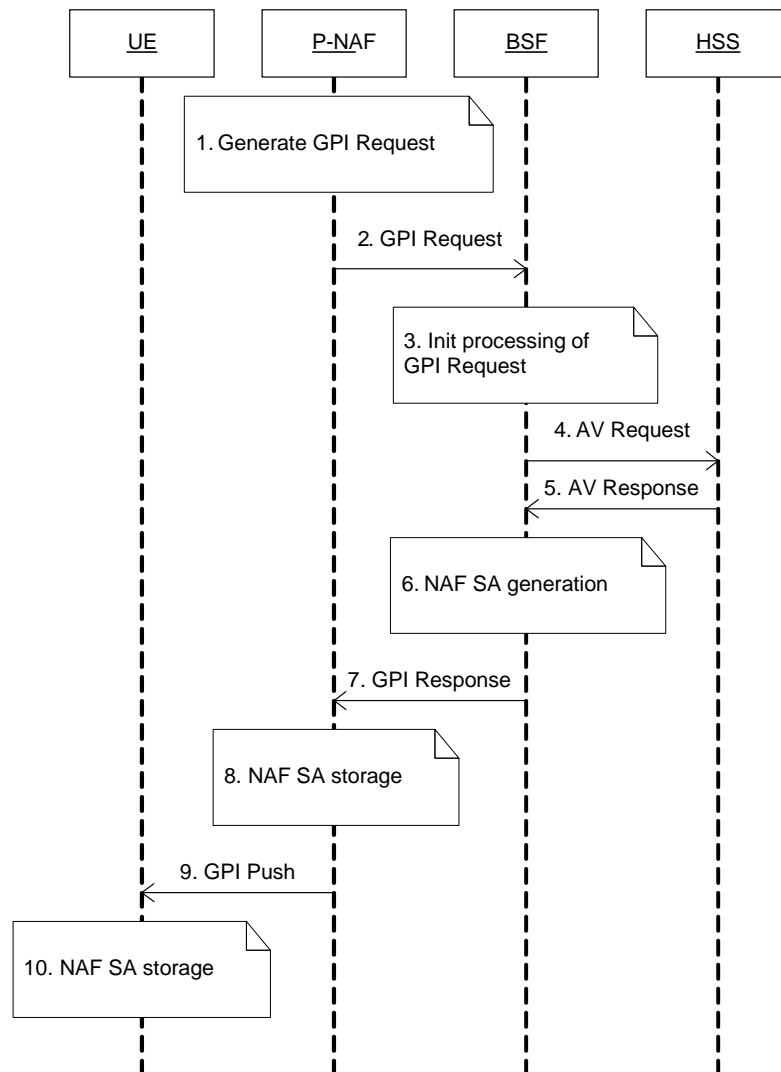 UE
P-NAF
BSF
HSS
1. Generate GPI Request
2. GPI Request
3. Init processing of
GPI Request
4. AV Request
5. AV Response
6. NAF SA generation
7. GPI Response
8. NAF SA storage
9. GPI Push
10. NAF SA storage